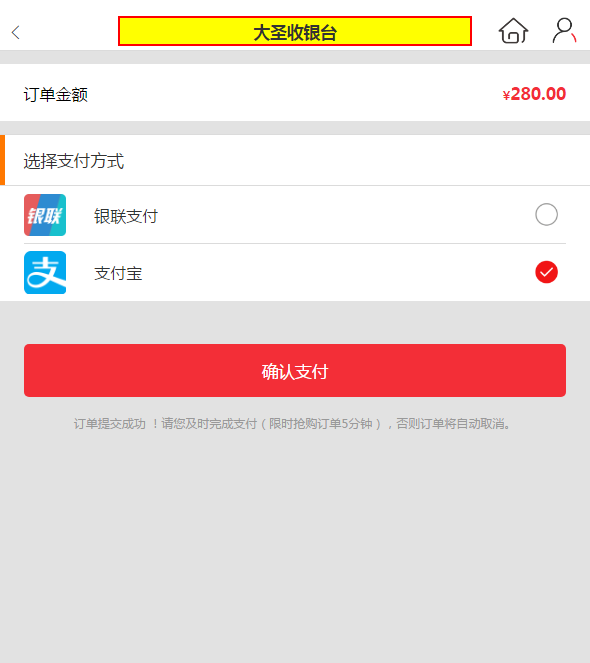 大圣收银台
订单金额
¥280.00
选择支付方式
银联
银联支付
支
支付宝
确认支付
订单提交成功 ！请您及时完成支付（限时抢购订单5分钟），否则订单将自动取消。